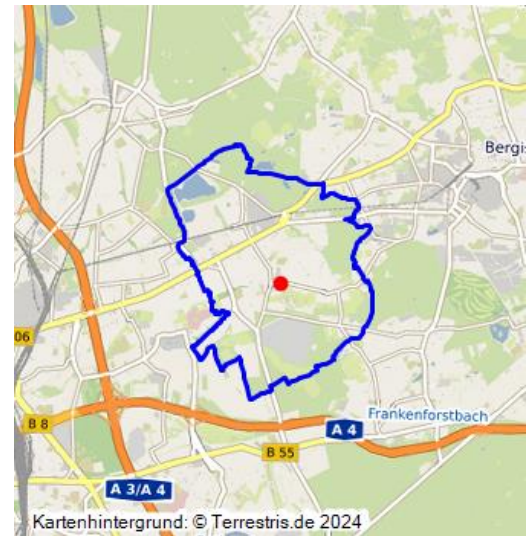 Bergis
06
Frankenforstbach
A 4
B 8
B 55
A 3/A 4
Kartenhintergrund: © Terrestris.de 2024